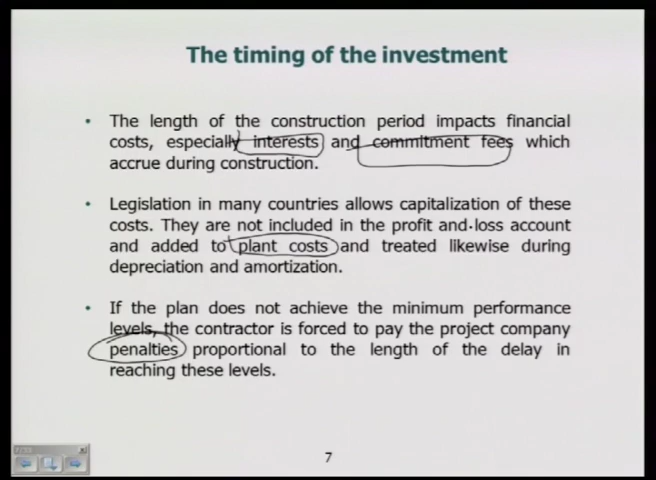 The timing of the investment
• The length of the construction period impacts financial
costs, especially interests and commitment fees which
accrue during construction.
• Legislation in many countries allows capitalization of these
costs. They are not included in the profit and loss account
and added to plant costs and treated likewise during
depreciation and amortization.
• If the plan does not achieve the minimum performance
levels, the contractor is forced to pay the project company
penalties proportional to the length of the delay in
reaching these levels.
7